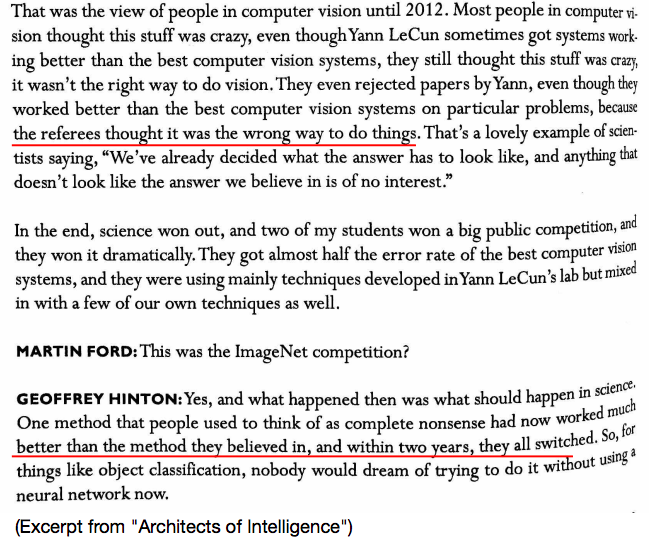 That was the view of people in computer vision until 2012. Most people in computer vi-
sion thought this stuff was crazy, even though Yann LeCun sometimes got systems work-
ing better than the best computer vision systems, they still thought this stuff was crazy,
it wasn't the right way to do vision. They even rejected papers by Yann, even though they
worked better than the best computer vision systems on particular problems, because
the referees thought it was the wrong way to do things. That's a lovely example of scien-
tists saying, “We've already decided what the answer has to look like, and anything that
doesn't look like the answer we believe in is of no interest.”
In the end, science won out, and two of my students won a big public competition, and
they won it dramatically. They got almost half the error rate of the best computer vision
systems, and they were using mainly techniques developed in Yann LeCun's lab but mixed
in with a few of our own techniques as well.
MARTIN FORD: This was the ImageNet competition?
GEOFFREY HINTON: Yes, and what happened then was what should happen in science.
One method that people used to think of as complete nonsense had now worked much
better than the method they believed in, and within two years, they all switched. So, for
things like object classification, nobody would dream of trying to do it without using a
neural network now.
(Excerpt from "Architects of Intelligence")